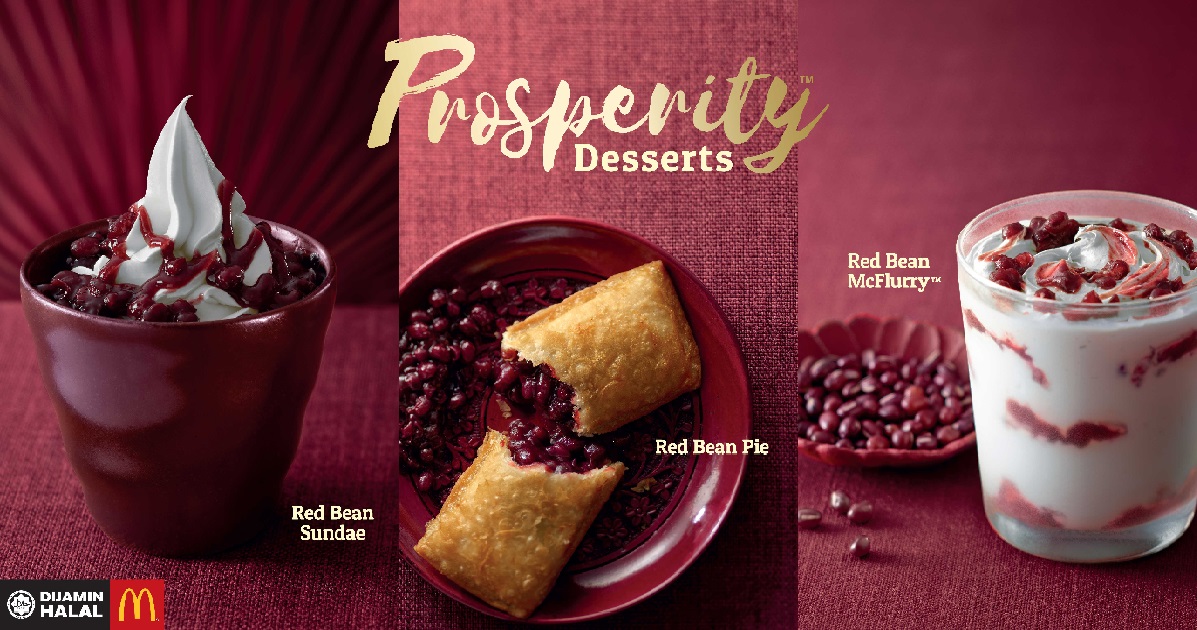 Prosperity™
Desserts
Red Bean
McFlurry™
Red Bean Pie
Red Bean
Sundae
DIJAMIN
HALAL